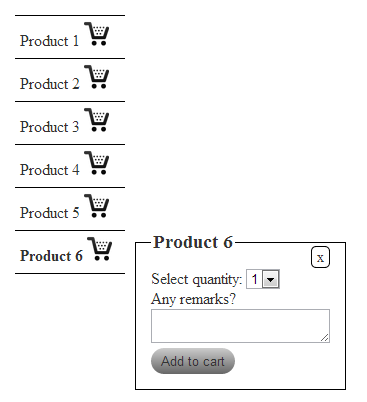 Product 1
Product 2
Product 3
Product 4
Product 5
Product 6
Product 6
x
Select quantity: 1
Any remarks?
Add to cart